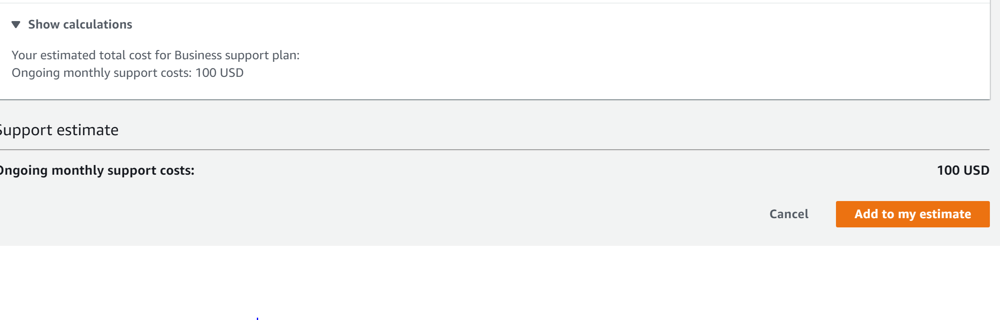 Show calculations
Your estimated total cost for Business support plan:
Ongoing monthly support costs: 100 USD
Support estimate
Ongoing monthly support costs: 100 USD
Cancel Add to my estimate